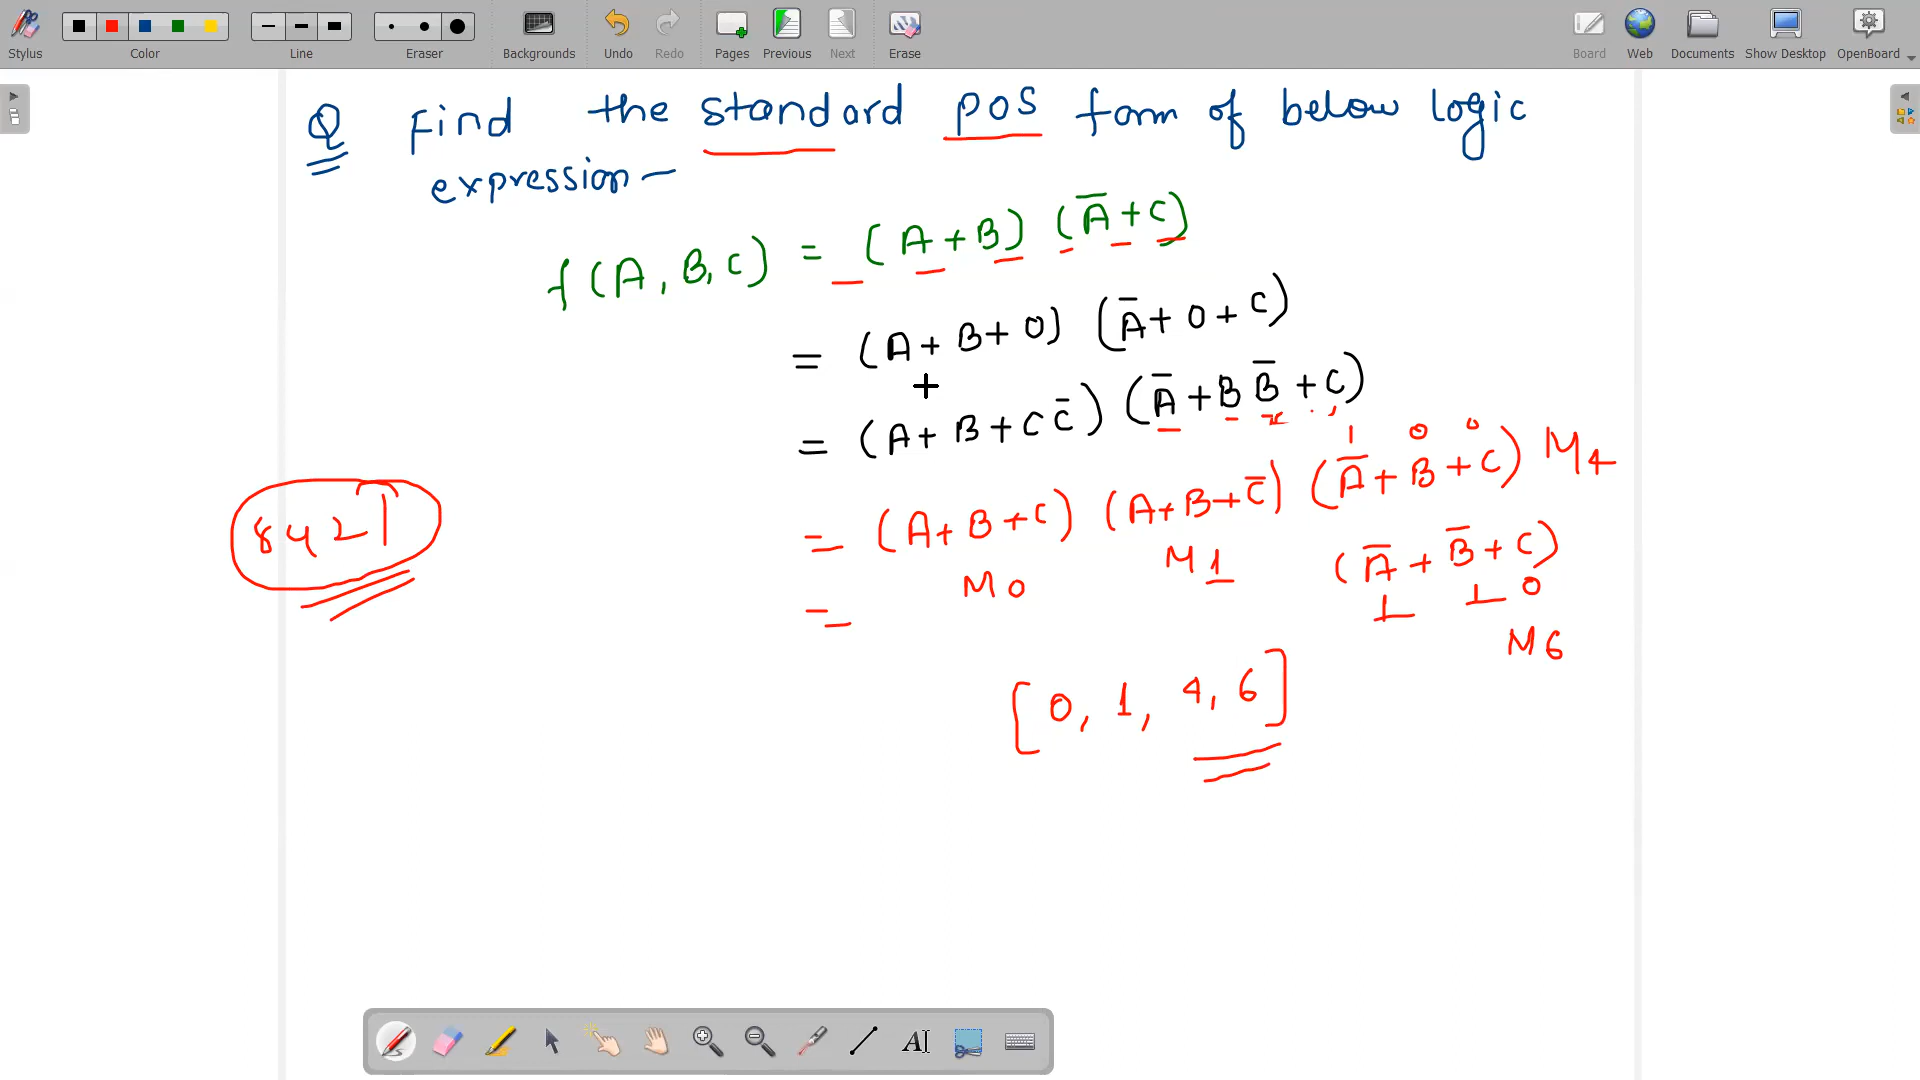 Stylus Color Line Eraser Backgrounds Undo Redo Pages Previous Next Erase Board Web Documents Show Desktop OpenBoard
Q Find the standard POS form of below logic
expression—
f(A, B, C) = (A+B) (A̅+C)
= (A+B+0) (A̅+0+C)
= (A+B+CC̅) (A̅+BB̅+C)
1 0 0
= (A+B+C) (A+B+C̅) (A̅+B+C) M4
M0 M1 (A̅+B̅+C)
= 1 1 0
M6
[0, 1, 4, 6]
8421
AI